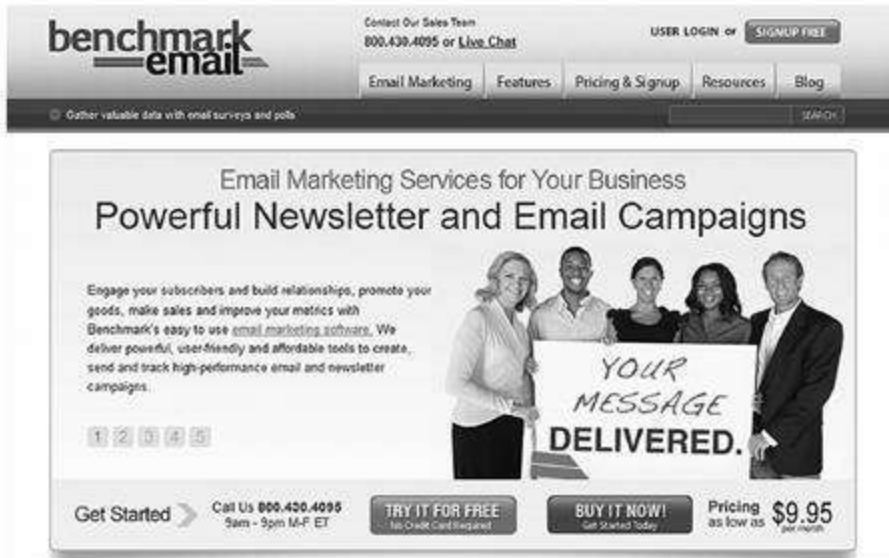 benchmark
email
Contact Our Sales Team
800.430.4095 or Live Chat
USER LOGIN or SIGNUP FREE
Email Marketing Features Pricing & Signup Resources Blog
Gather valuable data with email surveys and polls
SEARCH
Email Marketing Services for Your Business
Powerful Newsletter and Email Campaigns
Engage your subscribers and build relationships, promote your
goods, make sales and improve your metrics with
Benchmark's easy to use email marketing software. We
deliver powerful, user-friendly and affordable tools to create,
send and track high-performance email and newsletter
campaigns.
1 2 3 4 5
YOUR
MESSAGE
DELIVERED.
Get Started
Call Us 800.430.4095
9am - 9pm M-F ET
TRY IT FOR FREE
No Credit Card Required
BUY IT NOW!
Get Started Today
Pricing
as low as
$9.95
per month